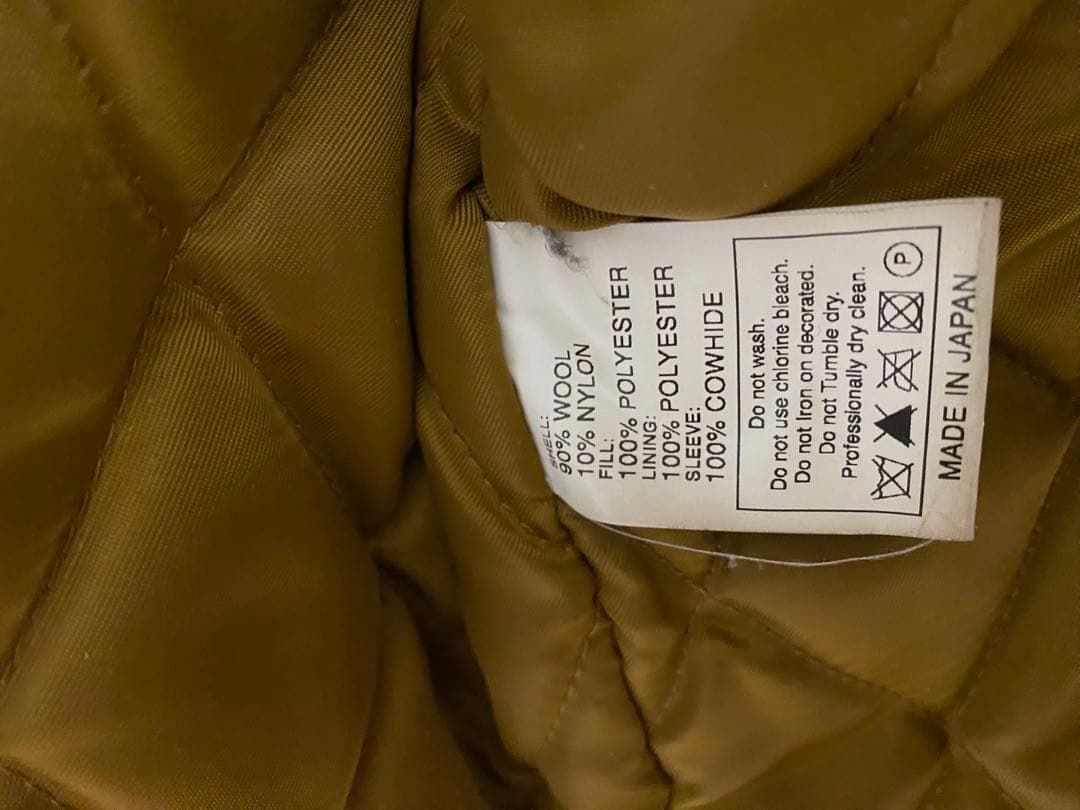 SHELL:
90% WOOL
10% NYLON
FILL:
100% POLYESTER
LINING:
100% POLYESTER
SLEEVE:
100% COWHIDE
Do not wash.
Do not use chlorine bleach.
Do not Iron on decorated.
Do not Tumble dry.
Professionally dry clean.
P
MADE IN JAPAN